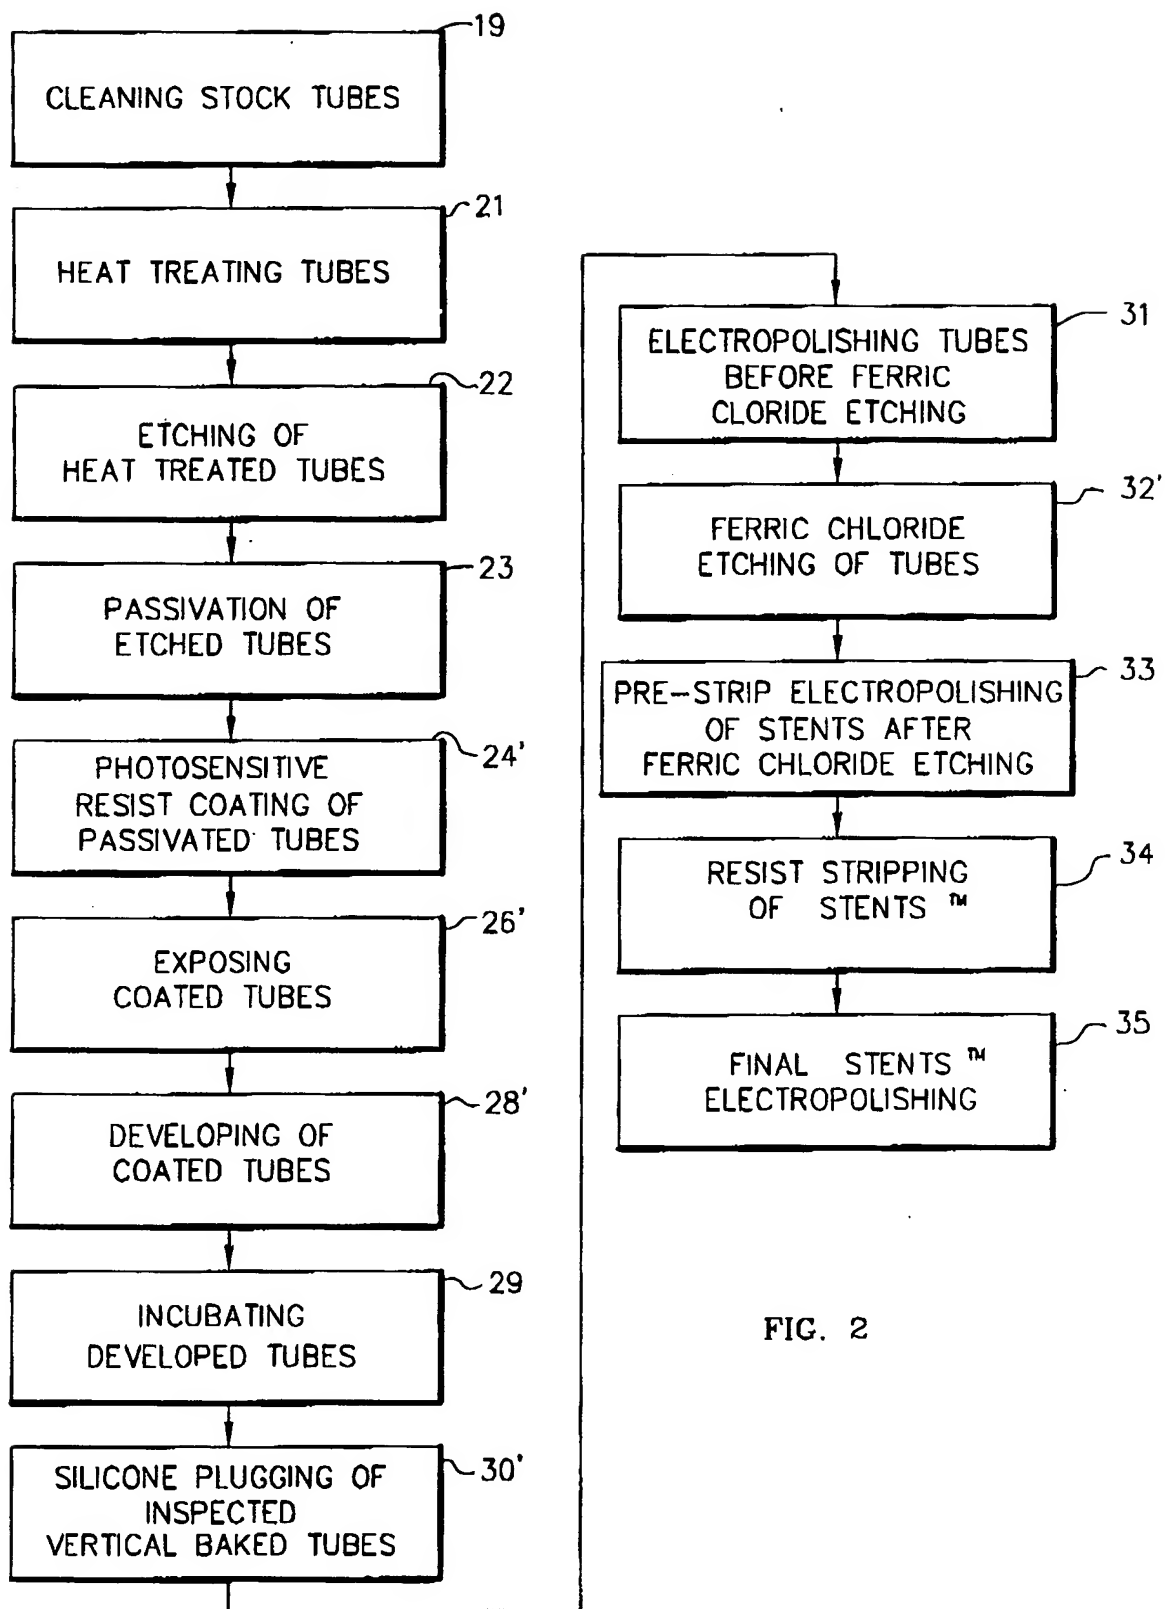 19
CLEANING STOCK TUBES
21
HEAT TREATING TUBES
22
ETCHING OF
HEAT TREATED TUBES
23
PASSIVATION OF
ETCHED TUBES
24'
PHOTOSENSITIVE
RESIST COATING OF
PASSIVATED TUBES
26'
EXPOSING
COATED TUBES
28'
DEVELOPING OF
COATED TUBES
29
INCUBATING
DEVELOPED TUBES
30'
SILICONE PLUGGING OF
INSPECTED
VERTICAL BAKED TUBES
31
ELECTROPOLISHING TUBES
BEFORE FERRIC
CLORIDE ETCHING
32'
FERRIC CHLORIDE
ETCHING OF TUBES
33
PRE-STRIP ELECTROPOLISHING
OF STENTS AFTER
FERRIC CHLORIDE ETCHING
34
RESIST STRIPPING
OF STENTS ™
35
FINAL STENTS ™
ELECTROPOLISHING
FIG. 2